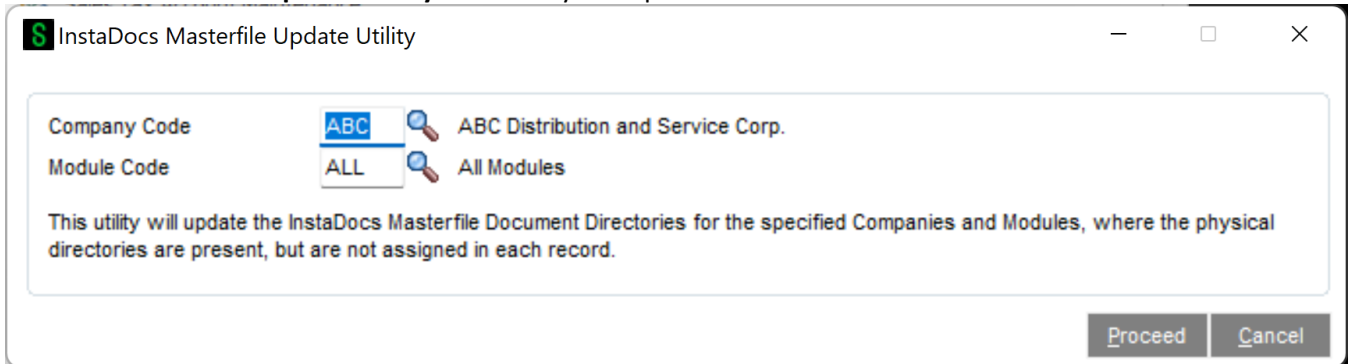 InstaDocs Masterfile Update Utility
Company Code ABC ABC Distribution and Service Corp.
Module Code ALL All Modules
This utility will update the InstaDocs Masterfile Document Directories for the specified Companies and Modules, where the physical
directories are present, but are not assigned in each record.
Proceed Cancel